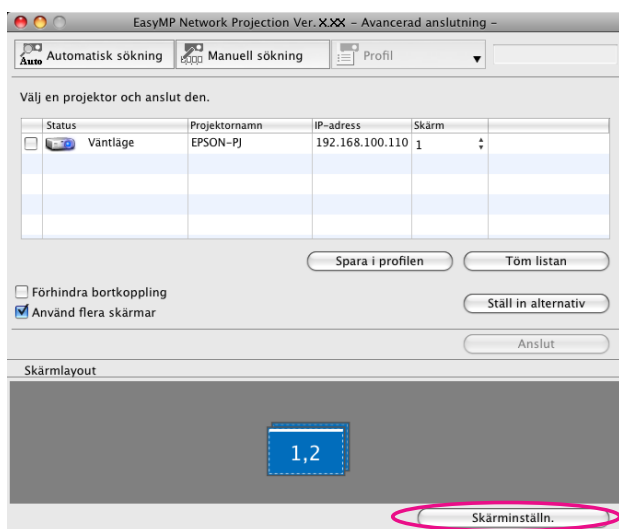 EasyMP Network Projection Ver. X.XX – Avancerad anslutning –
Auto Automatisk sökning Manuell sökning Profil
Välj en projektor och anslut den.
Status Projektornamn IP-adress Skärm
Väntläge EPSON-PJ 192.168.100.110 1
Spara i profilen Töm listan
Förhindra bortkoppling
Ställ in alternativ
Använd flera skärmar
Anslut
Skärmlayout
1,2
Skärminställn.